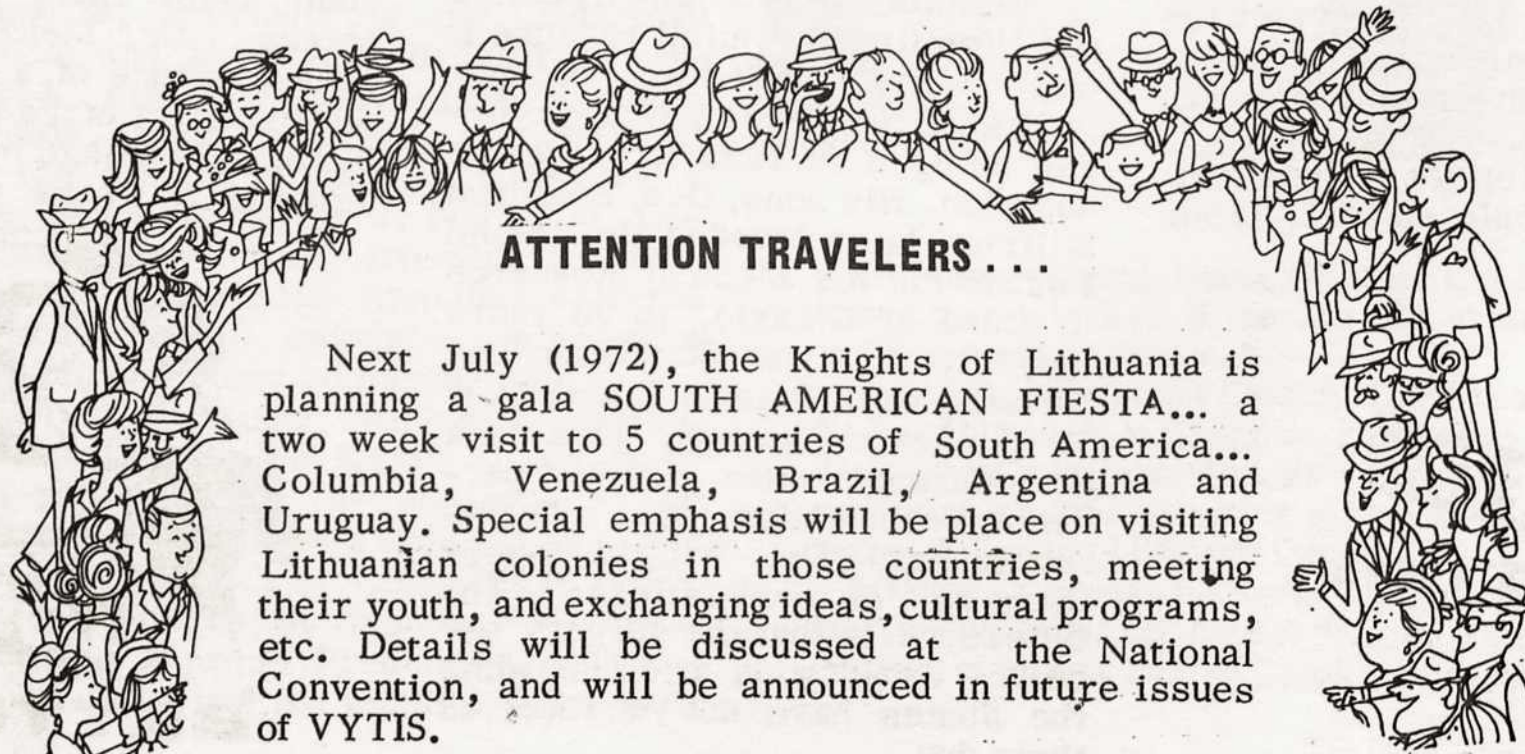 ATTENTION TRAVELERS . . .
Next July (1972), the Knights of Lithuania is
planning a gala SOUTH AMERICAN FIESTA... a
two week visit to 5 countries of South America...
Columbia, Venezuela, Brazil, Argentina and
Uruguay. Special emphasis will be place on visiting
Lithuanian colonies in those countries, meeting
their youth, and exchanging ideas, cultural programs,
etc. Details will be discussed at the National
Convention, and will be announced in future issues
of VYTIS.